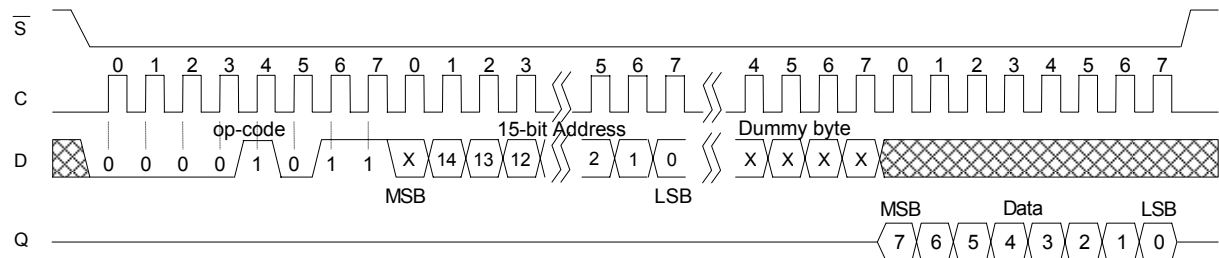 S
0 1 2 3 4 5 6 7 0 1 2 3 5 6 7 4 5 6 7 0 1 2 3 4 5 6 7
C
op-code 15-bit Address Dummy byte
D 0 0 0 0 1 0 1 1 X 14 13 12 2 1 0 X X X X
MSB LSB
MSB Data LSB
Q 7 6 5 4 3 2 1 0